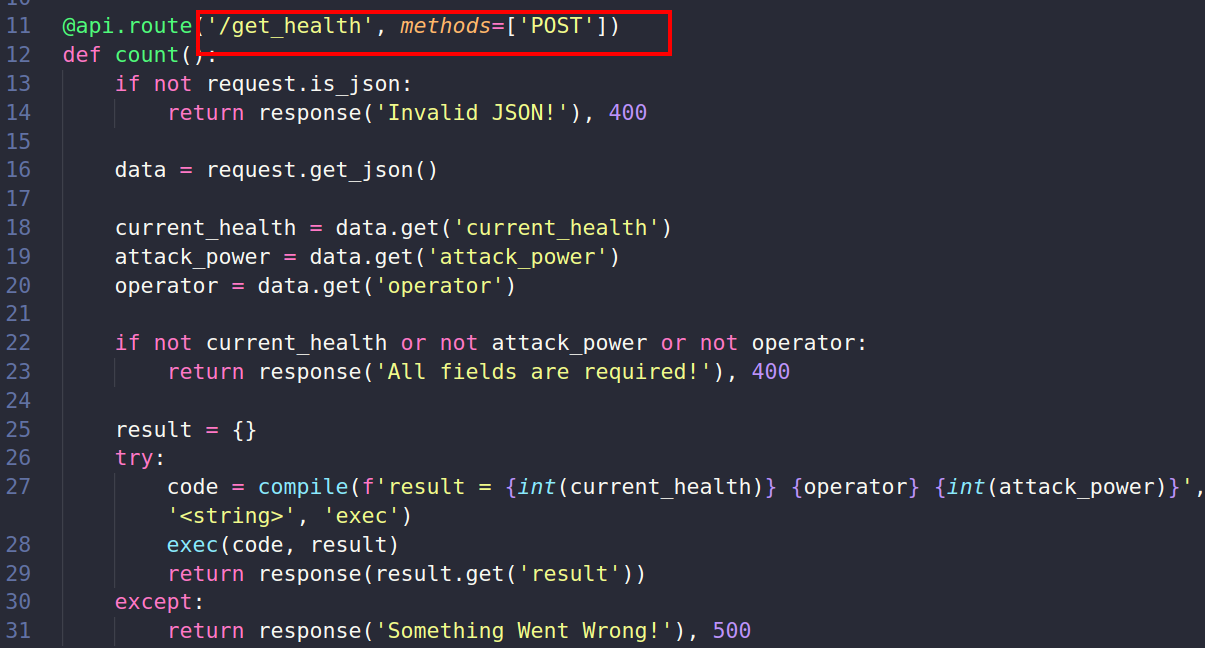 10
11 @api.route('/get_health', methods=['POST'])
12 def count():
13     if not request.is_json:
14         return response('Invalid JSON!'), 400
15
16     data = request.get_json()
17
18     current_health = data.get('current_health')
19     attack_power = data.get('attack_power')
20     operator = data.get('operator')
21
22     if not current_health or not attack_power or not operator:
23         return response('All fields are required!'), 400
24
25     result = {}
26     try:
27         code = compile(f'result = {int(current_health)} {operator} {int(attack_power)}',
        '<string>', 'exec')
28         exec(code, result)
29         return response(result.get('result'))
30     except:
31         return response('Something Went Wrong!'), 500